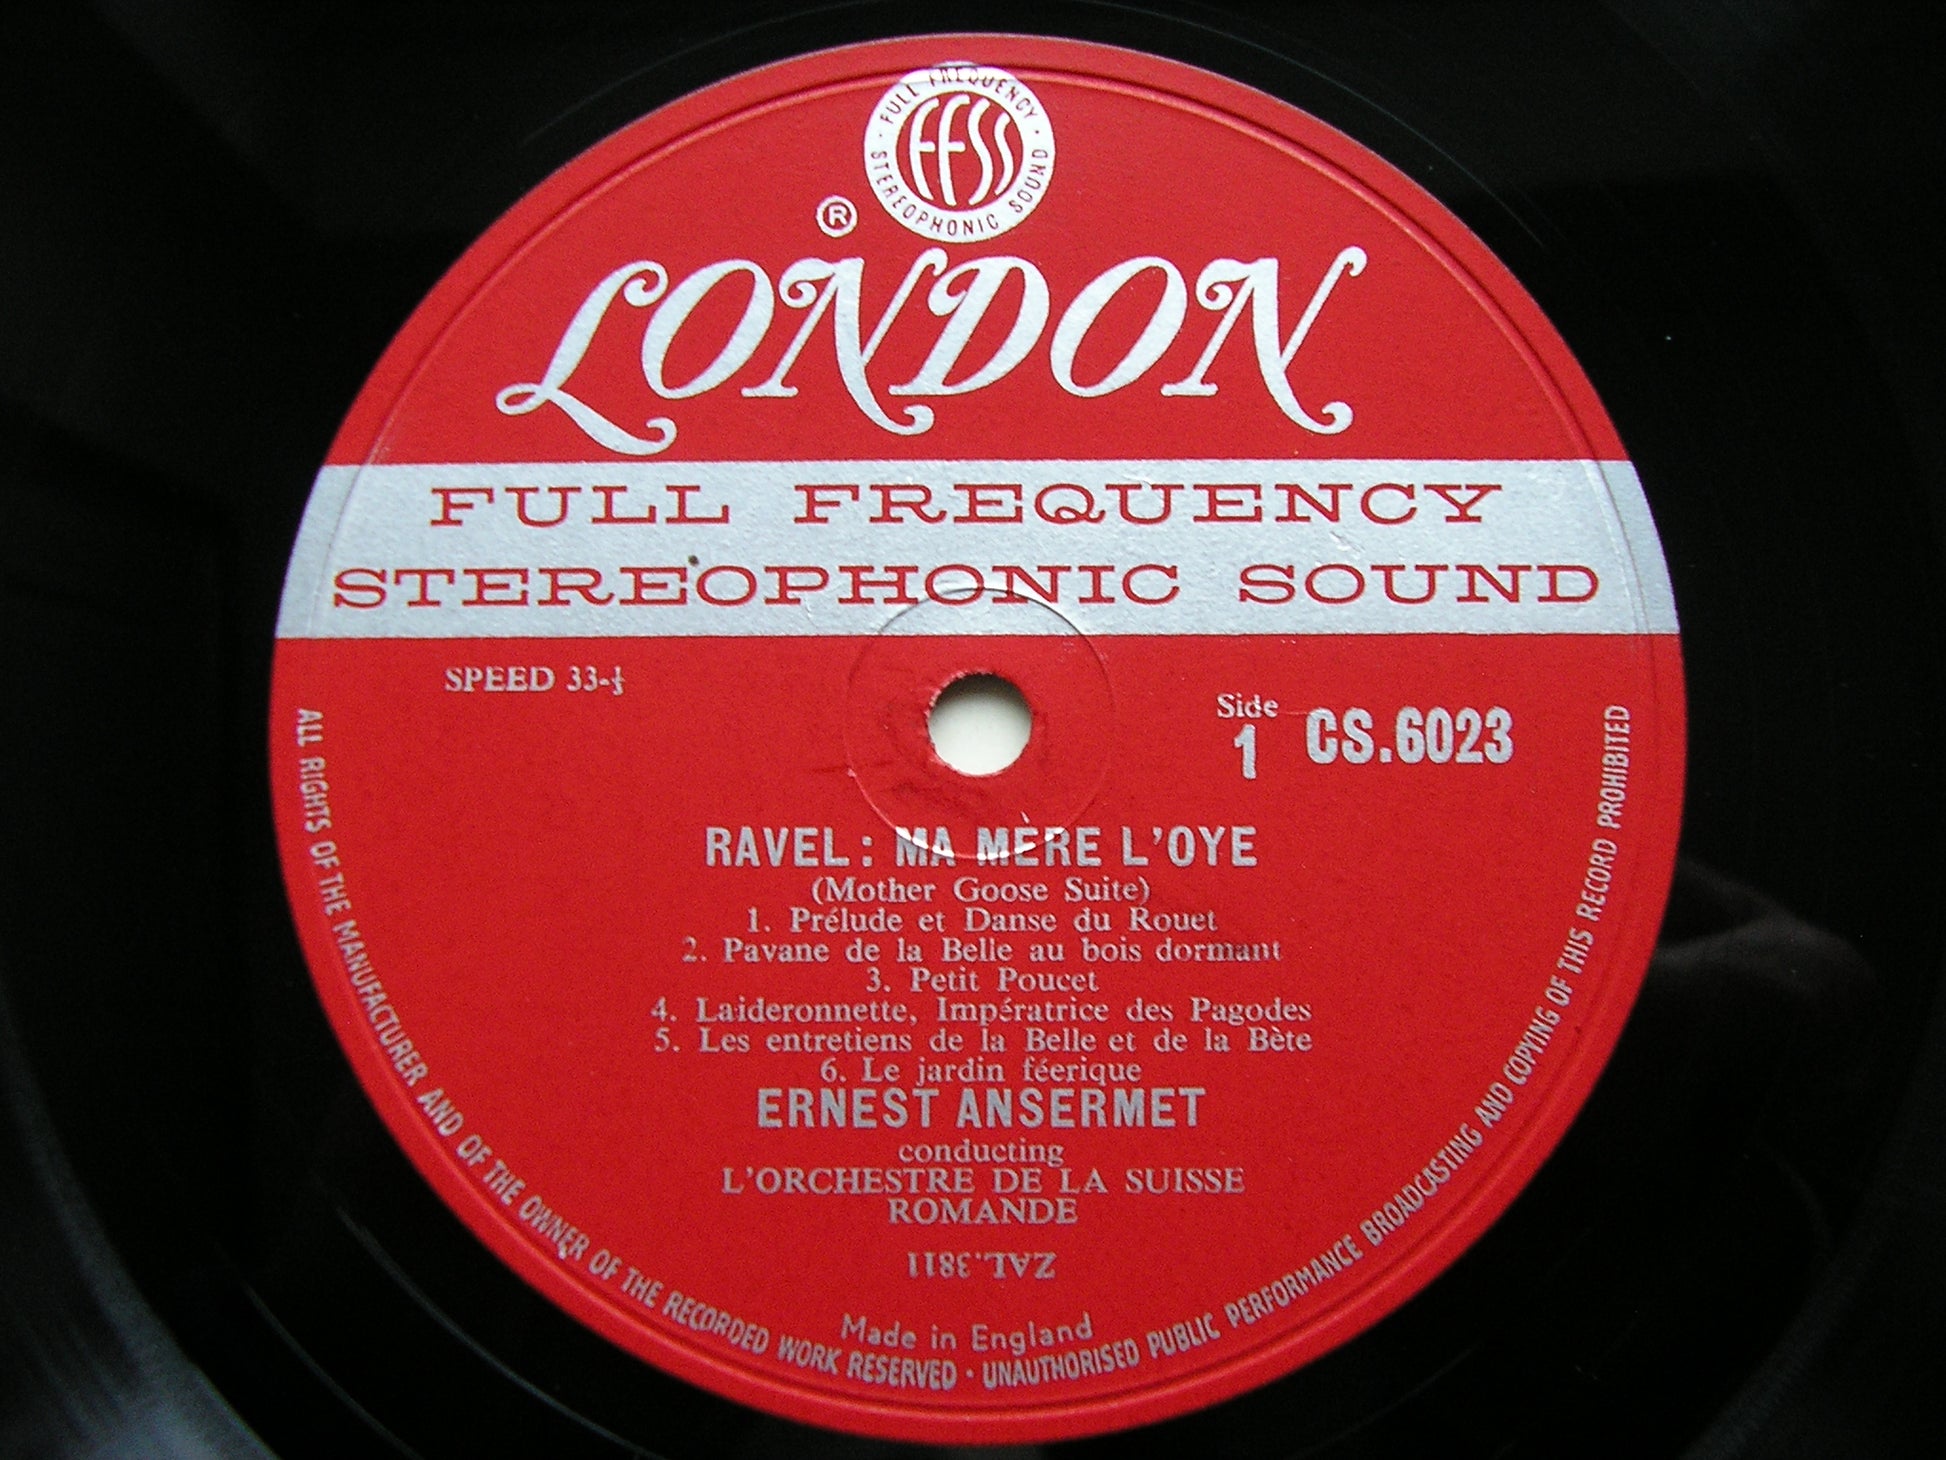 · FULL FREQUENCY · STEREOPHONIC SOUND
FFSS
®
LONDON
FULL FREQUENCY
STEREOPHONIC SOUND
SPEED 33-⅓
Side
1
CS.6023
RAVEL: MA MÈRE L'OYE
(Mother Goose Suite)
1. Prélude et Danse du Rouet
2. Pavane de la Belle au bois dormant
3. Petit Poucet
4. Laideronnette, Impératrice des Pagodes
5. Les entretiens de la Belle et de la Bète
6. Le jardin féerique
ERNEST ANSERMET
conducting
L'ORCHESTRE DE LA SUISSE
ROMANDE
ZAL.3811
Made in England
ALL RIGHTS OF THE MANUFACTURER AND OF THE OWNER OF THE RECORDED WORK RESERVED · UNAUTHORISED PUBLIC PERFORMANCE BROADCASTING AND COPYING OF THIS RECORD PROHIBITED